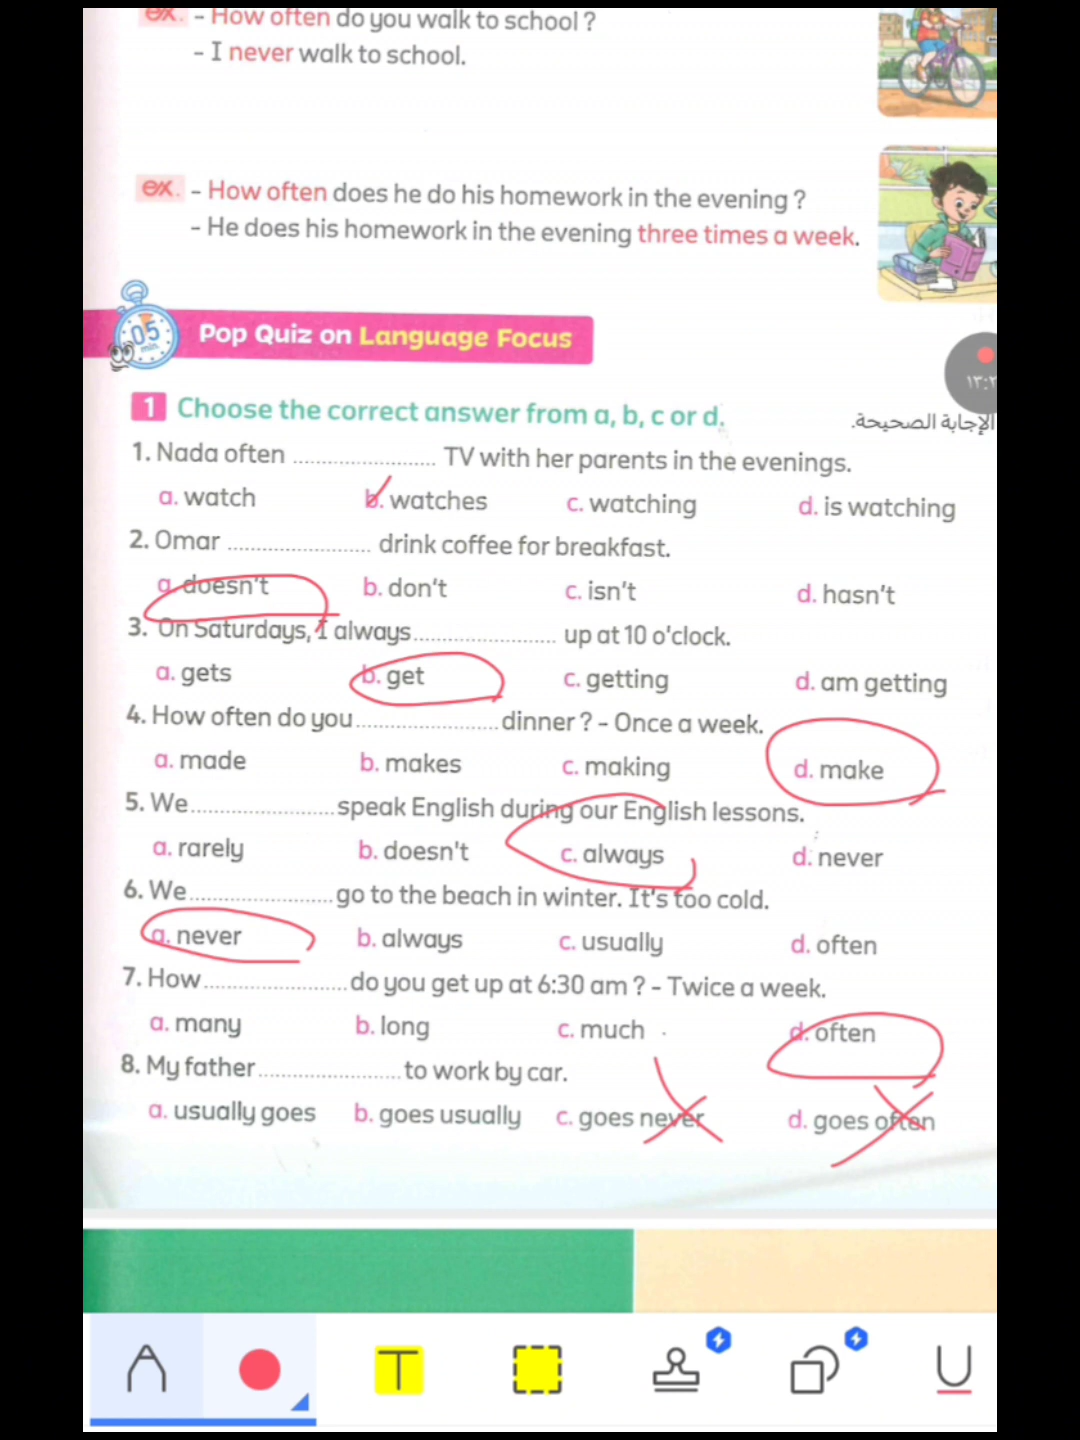 ex. - How often do you walk to school ?
- I never walk to school.
ex. - How often does he do his homework in the evening ?
- He does his homework in the evening three times a week.
05 min.
Pop Quiz on Language Focus
1 Choose the correct answer from a, b, c or d.
الإجابة الصحيحة.
1. Nada often .................... TV with her parents in the evenings.
a. watch b. watches c. watching d. is watching
2. Omar .................... drink coffee for breakfast.
a. doesn't b. don't c. isn't d. hasn't
3. On Saturdays, I always .................... up at 10 o'clock.
a. gets b. get c. getting d. am getting
4. How often do you .................... dinner ? - Once a week.
a. made b. makes c. making d. make
5. We .................... speak English during our English lessons.
a. rarely b. doesn't c. always d. never
6. We .................... go to the beach in winter. It's too cold.
a. never b. always c. usually d. often
7. How .................... do you get up at 6:30 am ? - Twice a week.
a. many b. long c. much d. often
8. My father .................... to work by car.
a. usually goes b. goes usually c. goes never d. goes often